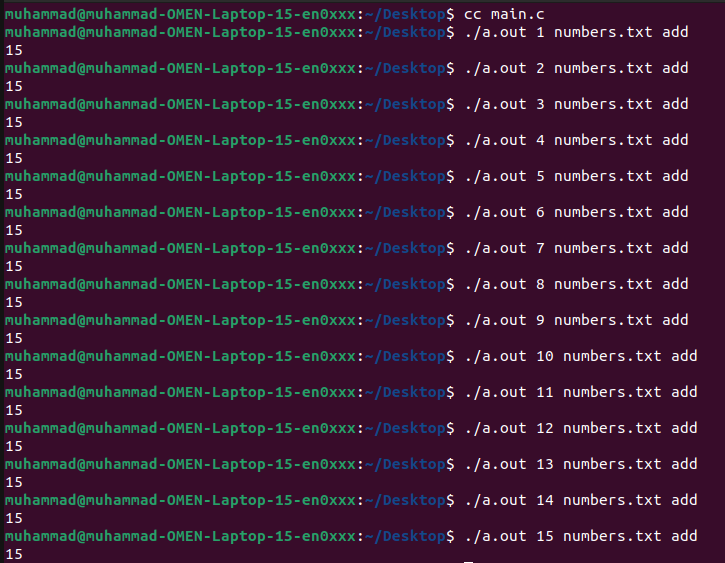 muhammad@muhammad-OMEN-Laptop-15-en0xxx:~/Desktop$ cc main.c
muhammad@muhammad-OMEN-Laptop-15-en0xxx:~/Desktop$ ./a.out 1 numbers.txt add
15
muhammad@muhammad-OMEN-Laptop-15-en0xxx:~/Desktop$ ./a.out 2 numbers.txt add
15
muhammad@muhammad-OMEN-Laptop-15-en0xxx:~/Desktop$ ./a.out 3 numbers.txt add
15
muhammad@muhammad-OMEN-Laptop-15-en0xxx:~/Desktop$ ./a.out 4 numbers.txt add
15
muhammad@muhammad-OMEN-Laptop-15-en0xxx:~/Desktop$ ./a.out 5 numbers.txt add
15
muhammad@muhammad-OMEN-Laptop-15-en0xxx:~/Desktop$ ./a.out 6 numbers.txt add
15
muhammad@muhammad-OMEN-Laptop-15-en0xxx:~/Desktop$ ./a.out 7 numbers.txt add
15
muhammad@muhammad-OMEN-Laptop-15-en0xxx:~/Desktop$ ./a.out 8 numbers.txt add
15
muhammad@muhammad-OMEN-Laptop-15-en0xxx:~/Desktop$ ./a.out 9 numbers.txt add
15
muhammad@muhammad-OMEN-Laptop-15-en0xxx:~/Desktop$ ./a.out 10 numbers.txt add
15
muhammad@muhammad-OMEN-Laptop-15-en0xxx:~/Desktop$ ./a.out 11 numbers.txt add
15
muhammad@muhammad-OMEN-Laptop-15-en0xxx:~/Desktop$ ./a.out 12 numbers.txt add
15
muhammad@muhammad-OMEN-Laptop-15-en0xxx:~/Desktop$ ./a.out 13 numbers.txt add
15
muhammad@muhammad-OMEN-Laptop-15-en0xxx:~/Desktop$ ./a.out 14 numbers.txt add
15
muhammad@muhammad-OMEN-Laptop-15-en0xxx:~/Desktop$ ./a.out 15 numbers.txt add
15